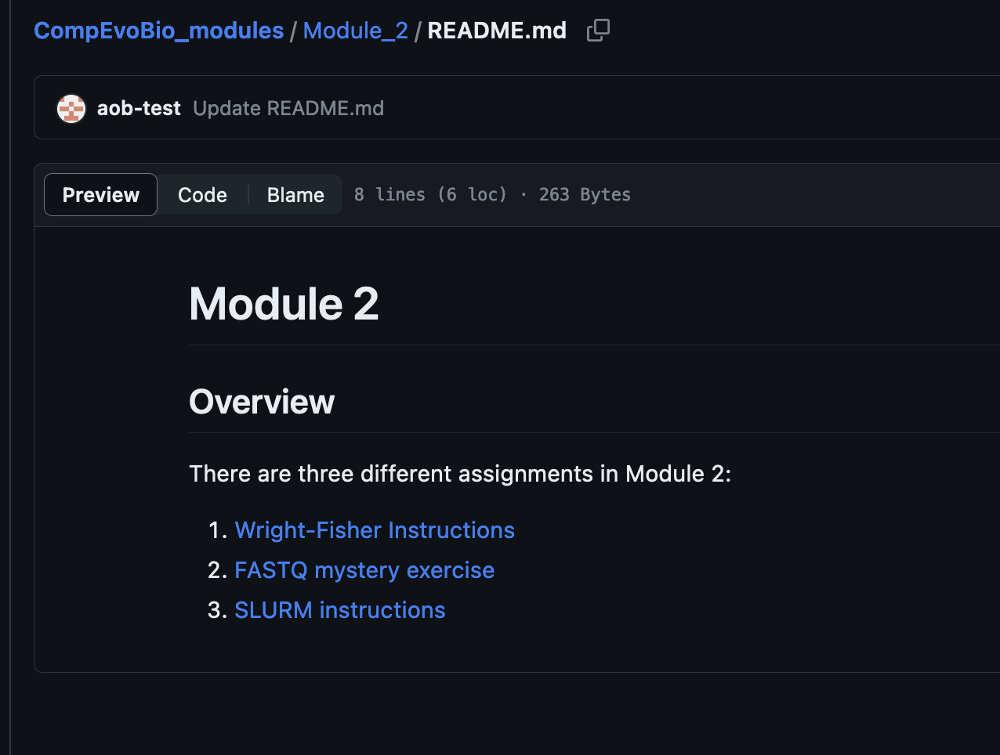 CompEvoBio_modules / Module_2 / README.md
aob-test Update README.md
Preview Code Blame 8 lines (6 loc) · 263 Bytes
Module 2
Overview
There are three different assignments in Module 2:
1. Wright-Fisher Instructions
2. FASTQ mystery exercise
3. SLURM instructions